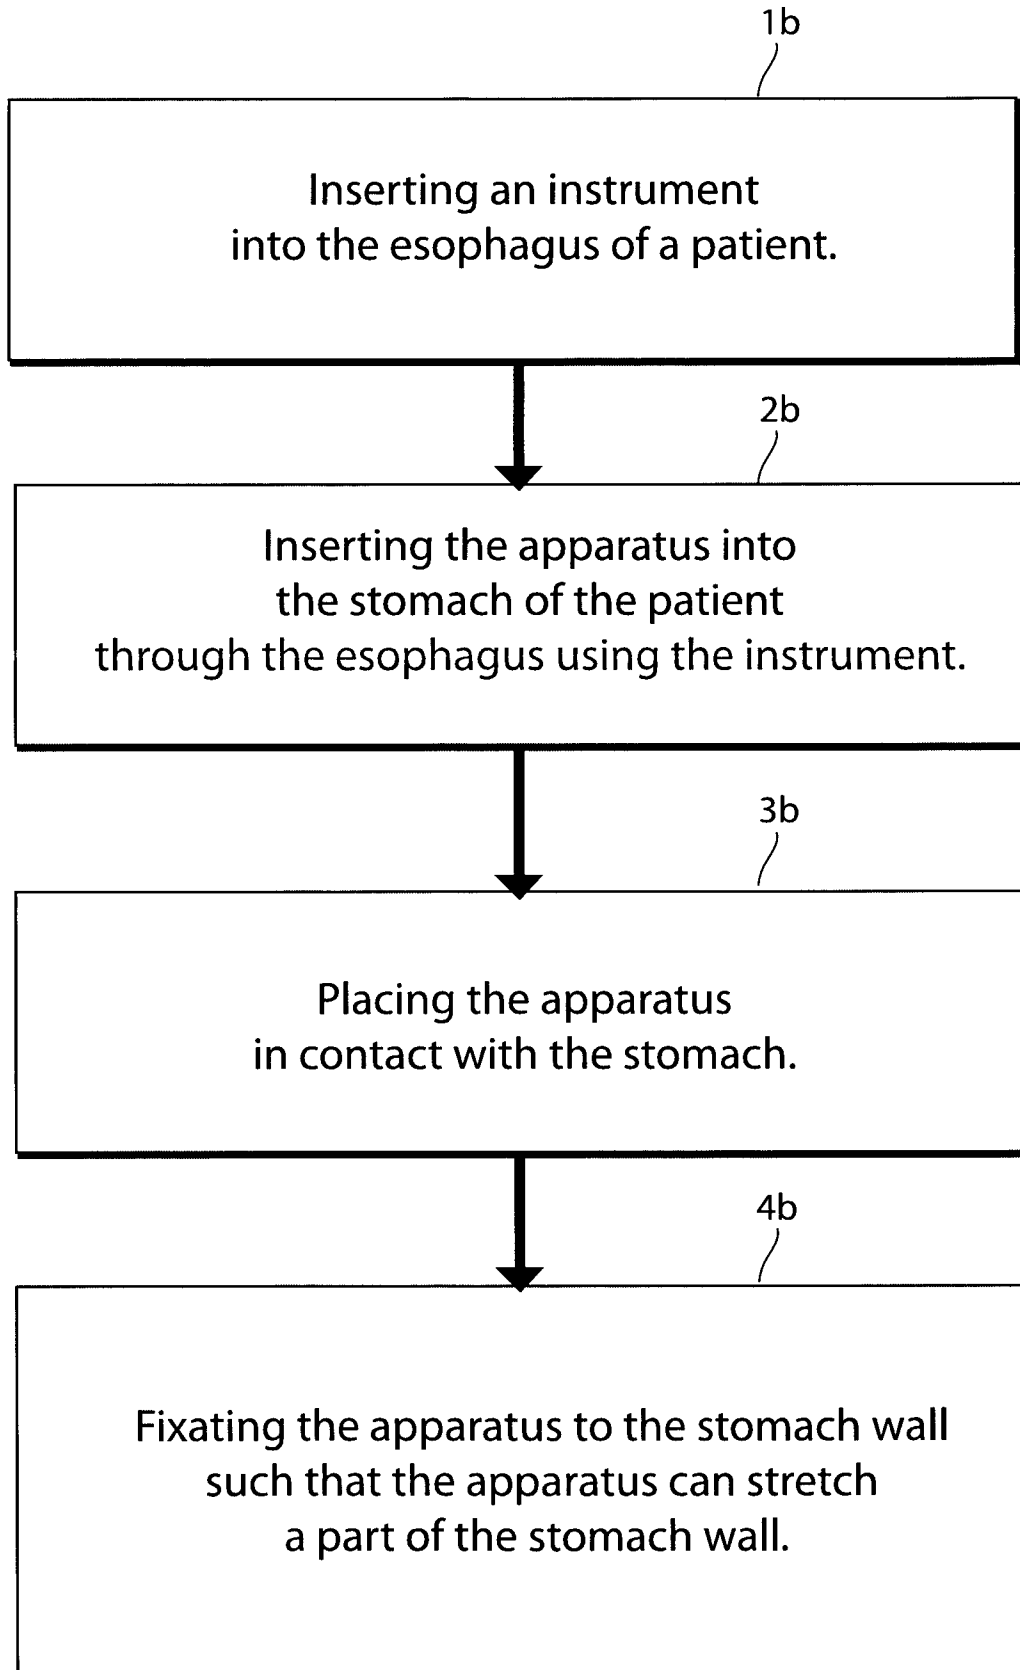 1b
Inserting an instrument
into the esophagus of a patient.
2b
Inserting the apparatus into
the stomach of the patient
through the esophagus using the instrument.
3b
Placing the apparatus
in contact with the stomach.
4b
Fixating the apparatus to the stomach wall
such that the apparatus can stretch
a part of the stomach wall.